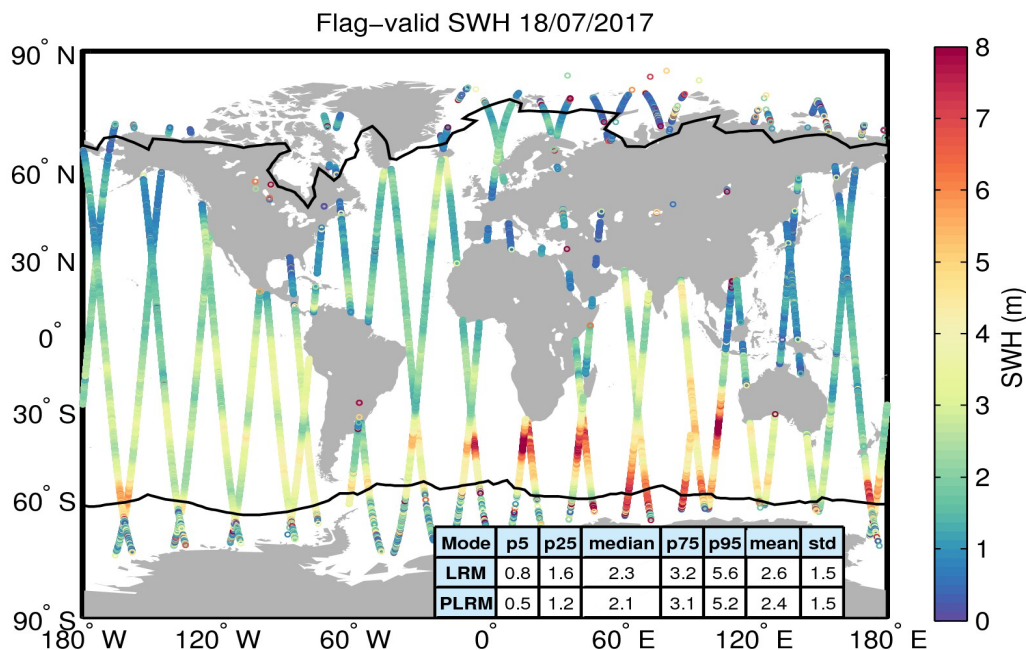 Flag-valid SWH 18/07/2017
90° N
60° N
30° N
0°
30° S
60° S
90° S
180° W
120° W
60° W
0°
60° E
120° E
180° E
Mode p5 p25 median p75 p95 mean std
LRM 0.8 1.6 2.3 3.2 5.6 2.6 1.5
PLRM 0.5 1.2 2.1 3.1 5.2 2.4 1.5
8
7
6
5
4
3
2
1
0
SWH (m)